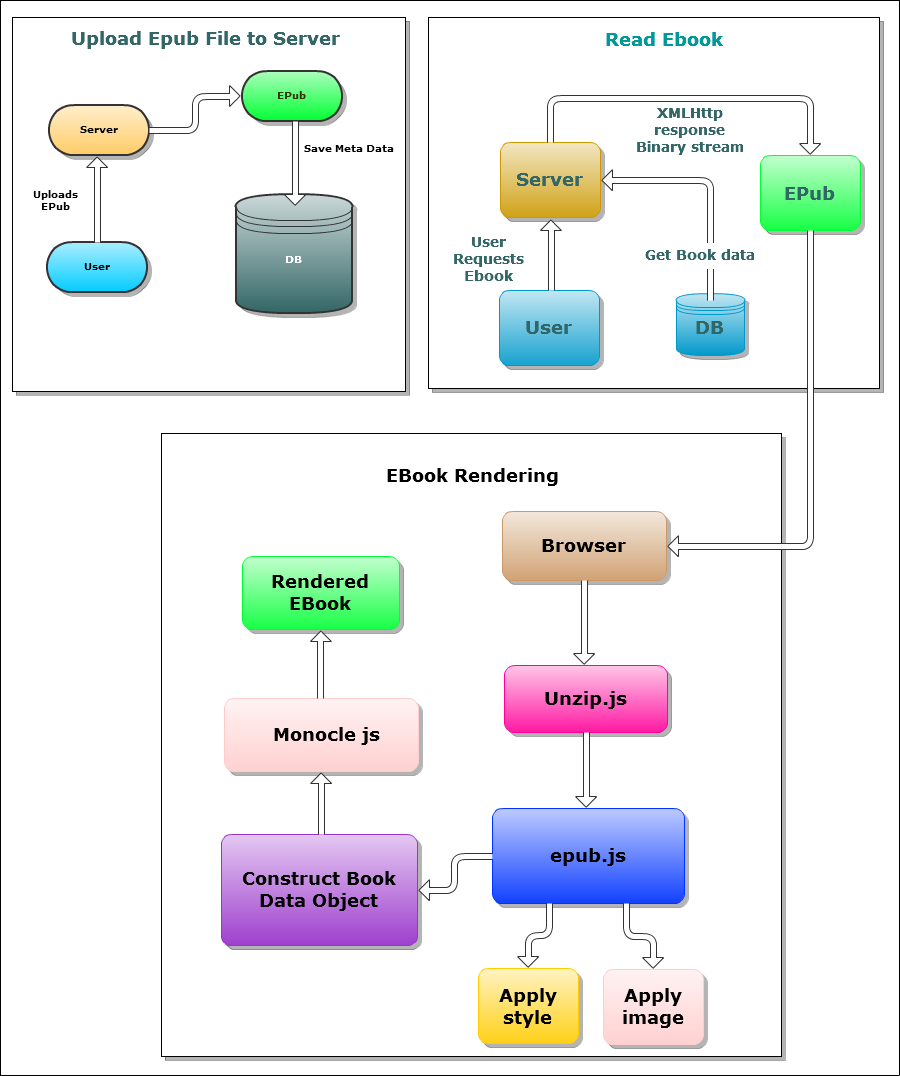 Upload Epub File to Server
EPub
Server
Save Meta Data
Uploads
EPub
DB
User
Read Ebook
XMLHttp
response
Binary stream
Server
EPub
User
Requests
Ebook
Get Book data
User
DB
EBook Rendering
Browser
Rendered
EBook
Unzip.js
Monocle js
epub.js
Construct Book
Data Object
Apply
style
Apply
image